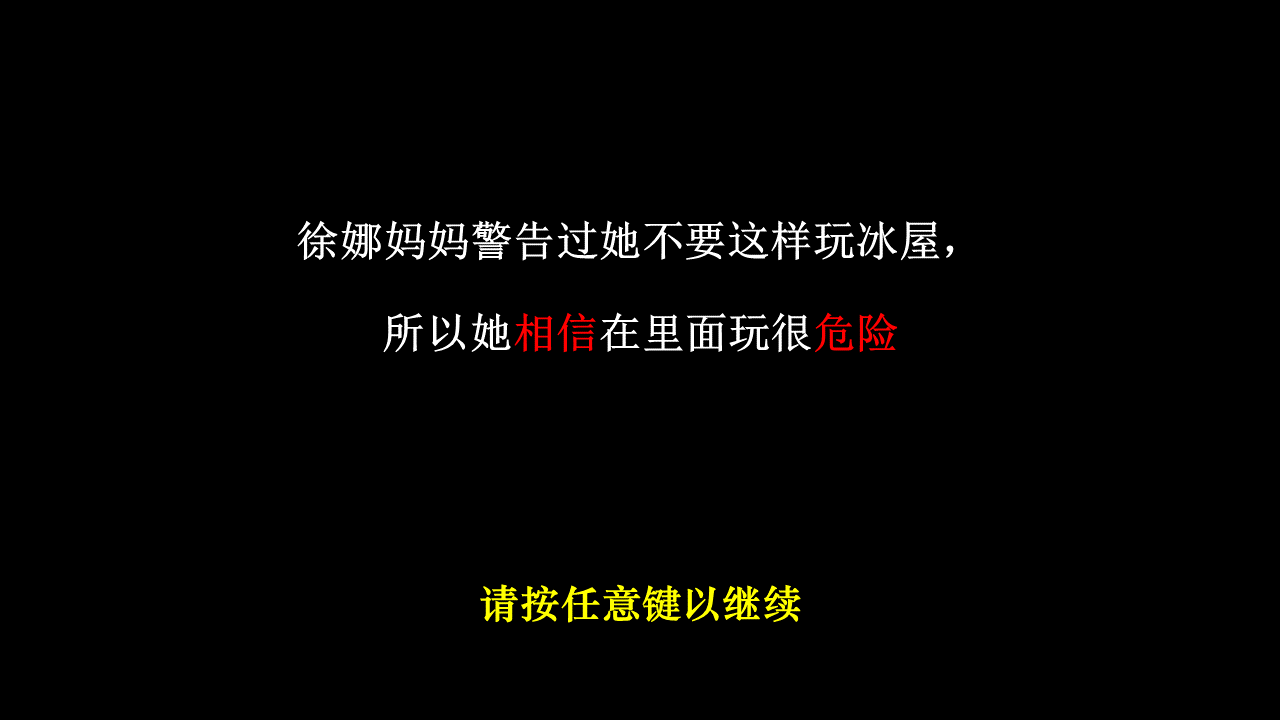 徐娜妈妈警告过她不要这样玩冰屋，
所以她相信在里面玩很危险
请按任意键以继续